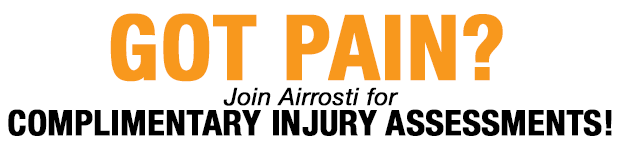 GOT PAIN?
Join Airrosti for
COMPLIMENTARY INJURY ASSESSMENTS!